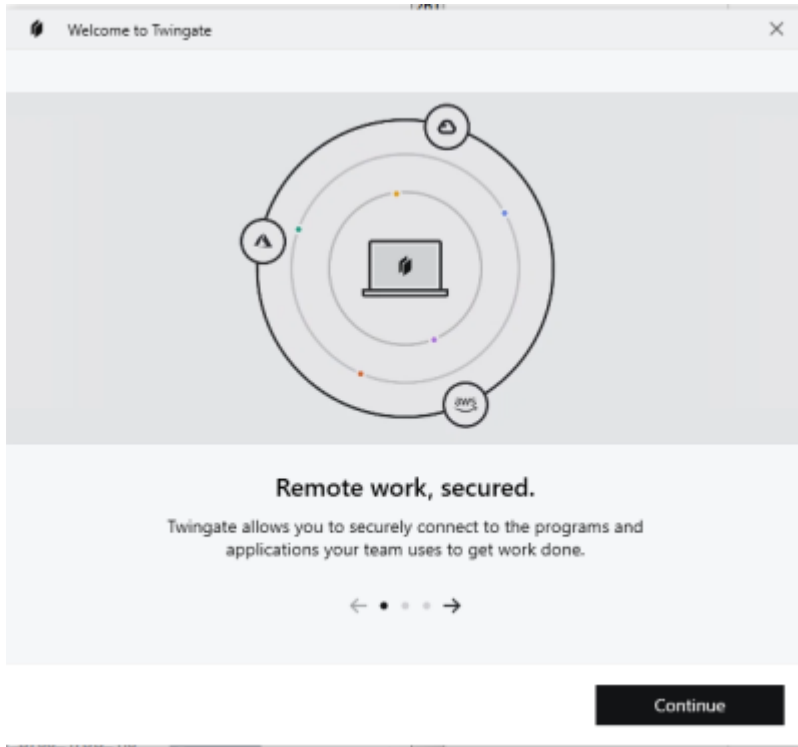 Welcome to Twingate
aws
Remote work, secured.
Twingate allows you to securely connect to the programs and
applications your team uses to get work done.
Continue